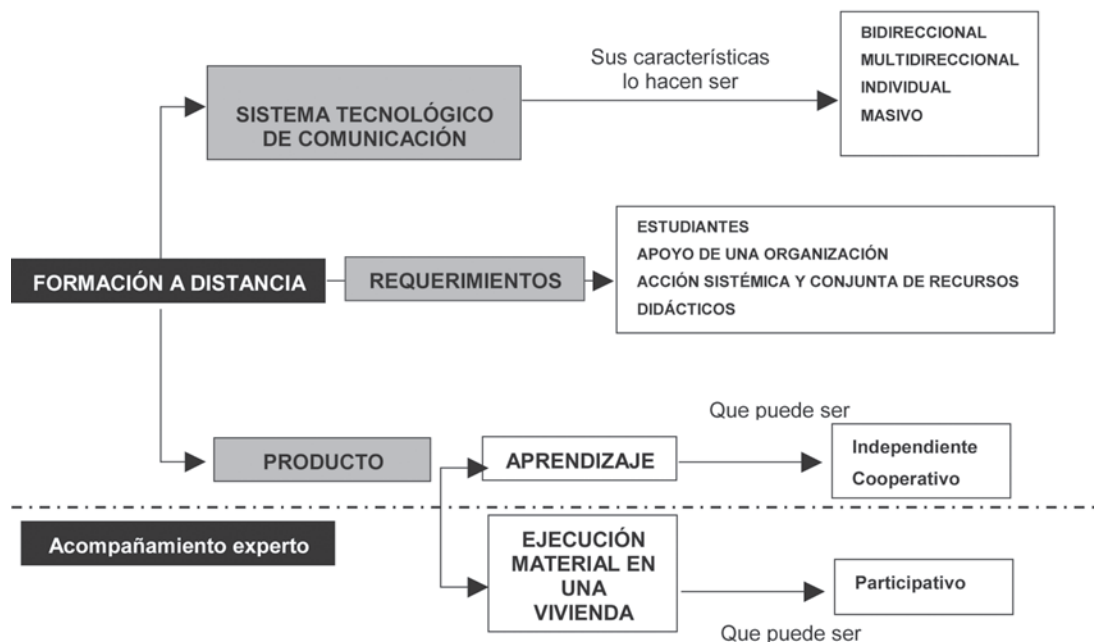 Sus características
lo hacen ser
BIDIRECCIONAL
MULTIDIRECCIONAL
INDIVIDUAL
MASIVO
SISTEMA TECNOLÓGICO
DE COMUNICACIÓN
FORMACIÓN A DISTANCIA
REQUERIMIENTOS
ESTUDIANTES
APOYO DE UNA ORGANIZACIÓN
ACCIÓN SISTÉMICA Y CONJUNTA DE RECURSOS
DIDÁCTICOS
PRODUCTO
APRENDIZAJE
Que puede ser
Independiente
Cooperativo
Acompañamiento experto
EJECUCIÓN
MATERIAL EN
UNA
VIVIENDA
Participativo
Que puede ser